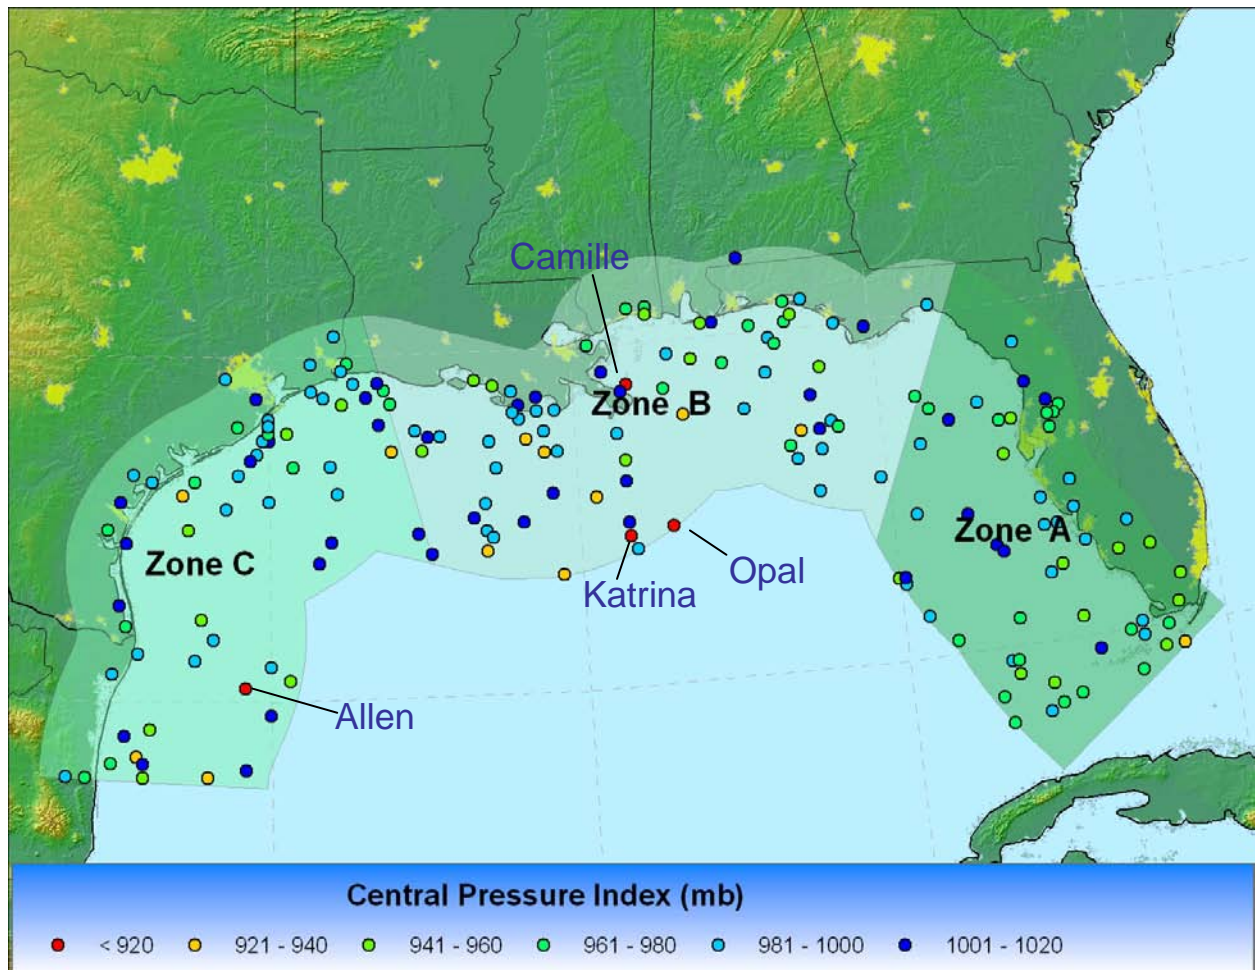 Camille
Zone B
Zone A
Zone C
Opal
Katrina
Allen
Central Pressure Index (mb)
< 920 921 - 940 941 - 960 961 - 980 981 - 1000 1001 - 1020